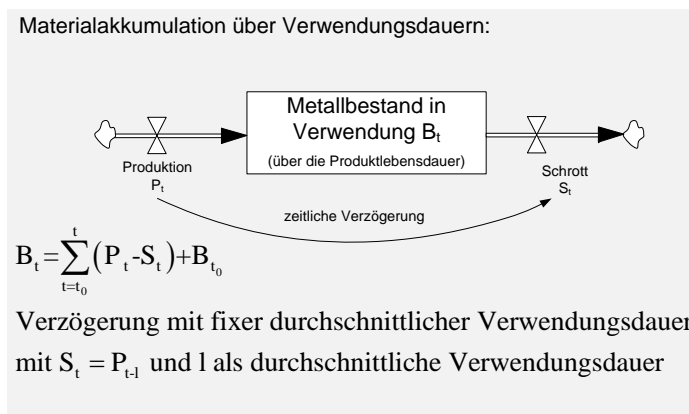 Materialakkumulation über Verwendungsdauern:
Metallbestand in
Verwendung Bₜ
(über die Produktlebensdauer)
Produktion
Pₜ
Schrott
Sₜ
zeitliche Verzögerung
t
Bₜ=∑(Pₜ-Sₜ)+Bₜ₀
t=t₀
Verzögerung mit fixer durchschnittlicher Verwendungsdauer
mit Sₜ = Pₜ₋ₗ und l als durchschnittliche Verwendungsdauer